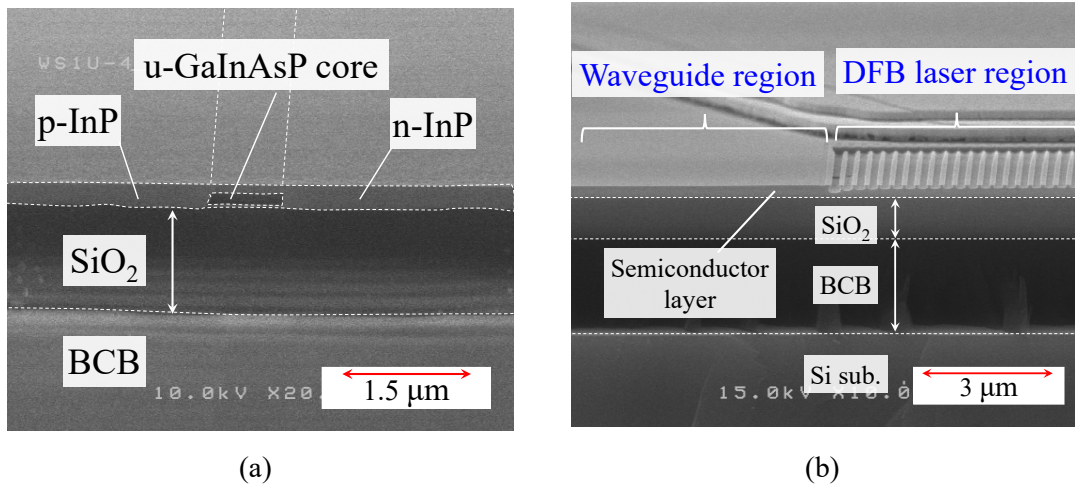 WS1U-4
u-GaInAsP core
p-InP
n-InP
SiO₂
BCB
10.0kV X20.
1.5 μm
(a)
Waveguide region
DFB laser region
SiO₂
Semiconductor
layer
BCB
Si sub.
15.0kV X10.0
3 μm
(b)